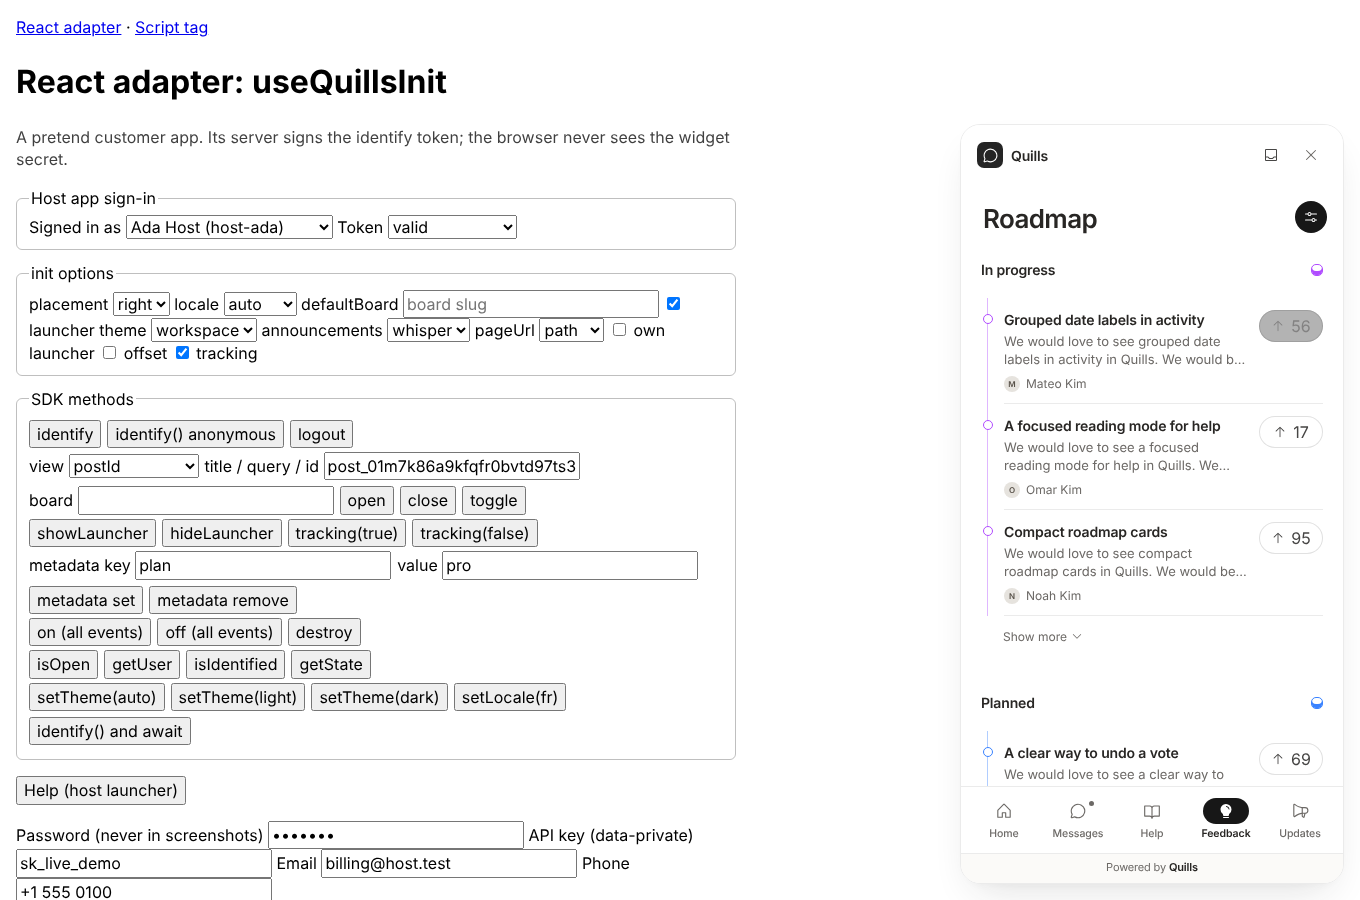 React adapter · Script tag
React adapter: useQuillsInit
A pretend customer app. Its server signs the identify token; the browser never sees the widget
secret.
Host app sign-in
Signed in as Ada Host (host-ada) Token valid
init options
placement right locale auto defaultBoard board slug
launcher theme workspace announcements whisper pageUrl path own
launcher offset tracking
SDK methods
identify identify() anonymous logout
view postId title / query / id post_01m7k86a9kfqfr0bvtd97ts3
board open close toggle
showLauncher hideLauncher tracking(true) tracking(false)
metadata key plan value pro
metadata set metadata remove
on (all events) off (all events) destroy
isOpen getUser isIdentified getState
setTheme(auto) setTheme(light) setTheme(dark) setLocale(fr)
identify() and await
Help (host launcher)
Password (never in screenshots) ••••••• API key (data-private)
sk_live_demo Email billing@host.test Phone
+1 555 0100
Quills
Roadmap
In progress
Grouped date labels in activity
56
We would love to see grouped date
labels in activity in Quills. We would b...
M Mateo Kim
A focused reading mode for help
17
We would love to see a focused
reading mode for help in Quills. We...
O Omar Kim
Compact roadmap cards
95
We would love to see compact
roadmap cards in Quills. We would be...
N Noah Kim
Show more
Planned
A clear way to undo a vote
69
We would love to see a clear way to
Home Messages Help Feedback Updates
Powered by Quills